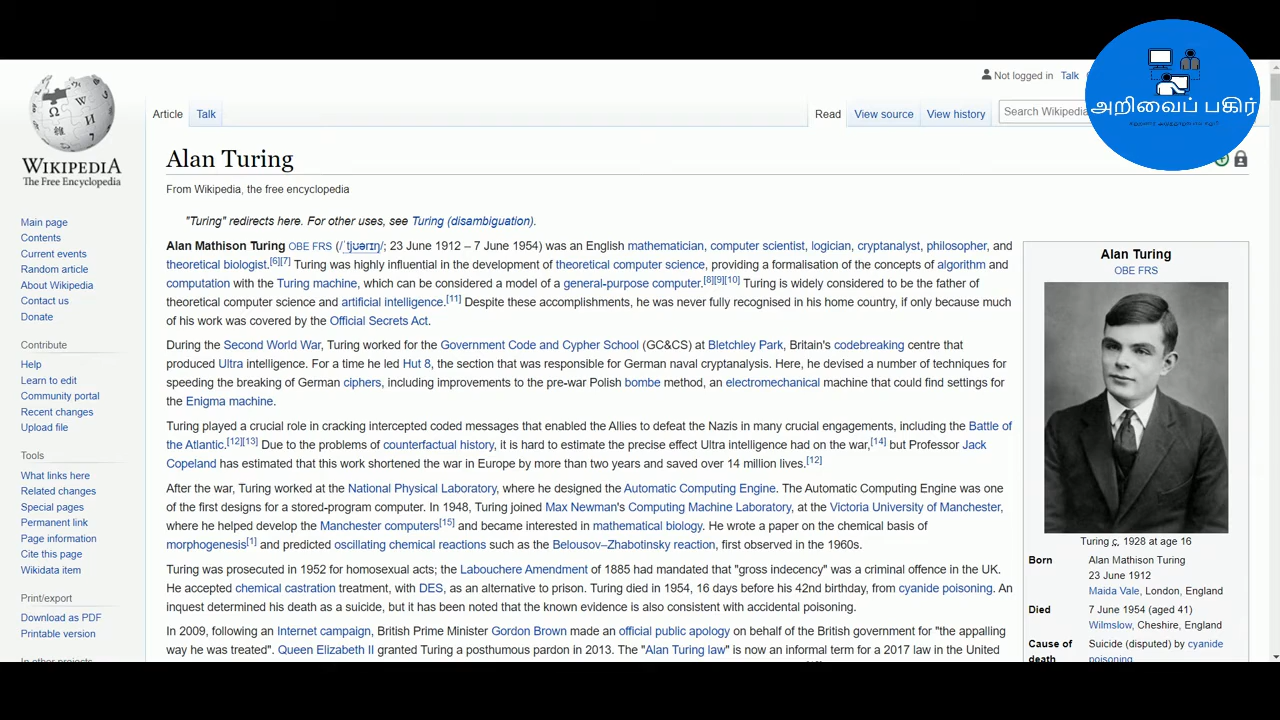 Not logged in Talk
அறிவைப் பகிர்
Article Talk
Read View source View history Search Wikipedia
WIKIPEDIA
The Free Encyclopedia
Alan Turing
From Wikipedia, the free encyclopedia
"Turing" redirects here. For other uses, see Turing (disambiguation).
Alan Mathison Turing OBE FRS (/ˈtjʊərɪŋ/; 23 June 1912 – 7 June 1954) was an English mathematician, computer scientist, logician, cryptanalyst, philosopher, and
theoretical biologist.[6][7] Turing was highly influential in the development of theoretical computer science, providing a formalisation of the concepts of algorithm and
computation with the Turing machine, which can be considered a model of a general-purpose computer.[8][9][10] Turing is widely considered to be the father of
theoretical computer science and artificial intelligence.[11] Despite these accomplishments, he was never fully recognised in his home country, if only because much
of his work was covered by the Official Secrets Act.
During the Second World War, Turing worked for the Government Code and Cypher School (GC&CS) at Bletchley Park, Britain's codebreaking centre that
produced Ultra intelligence. For a time he led Hut 8, the section that was responsible for German naval cryptanalysis. Here, he devised a number of techniques for
speeding the breaking of German ciphers, including improvements to the pre-war Polish bombe method, an electromechanical machine that could find settings for
the Enigma machine.
Turing played a crucial role in cracking intercepted coded messages that enabled the Allies to defeat the Nazis in many crucial engagements, including the Battle of
the Atlantic.[12][13] Due to the problems of counterfactual history, it is hard to estimate the precise effect Ultra intelligence had on the war,[14] but Professor Jack
Copeland has estimated that this work shortened the war in Europe by more than two years and saved over 14 million lives.[12]
After the war, Turing worked at the National Physical Laboratory, where he designed the Automatic Computing Engine. The Automatic Computing Engine was one
of the first designs for a stored-program computer. In 1948, Turing joined Max Newman's Computing Machine Laboratory, at the Victoria University of Manchester,
where he helped develop the Manchester computers[15] and became interested in mathematical biology. He wrote a paper on the chemical basis of
morphogenesis[1] and predicted oscillating chemical reactions such as the Belousov–Zhabotinsky reaction, first observed in the 1960s.
Turing was prosecuted in 1952 for homosexual acts; the Labouchere Amendment of 1885 had mandated that "gross indecency" was a criminal offence in the UK.
He accepted chemical castration treatment, with DES, as an alternative to prison. Turing died in 1954, 16 days before his 42nd birthday, from cyanide poisoning. An
inquest determined his death as a suicide, but it has been noted that the known evidence is also consistent with accidental poisoning.
In 2009, following an Internet campaign, British Prime Minister Gordon Brown made an official public apology on behalf of the British government for "the appalling
way he was treated". Queen Elizabeth II granted Turing a posthumous pardon in 2013. The "Alan Turing law" is now an informal term for a 2017 law in the United
Main page
Contents
Current events
Random article
About Wikipedia
Contact us
Donate
Contribute
Help
Learn to edit
Community portal
Recent changes
Upload file
Tools
What links here
Related changes
Special pages
Permanent link
Page information
Cite this page
Wikidata item
Print/export
Download as PDF
Printable version
In other projects
Alan Turing
OBE FRS
Turing c. 1928 at age 16
Born Alan Mathison Turing
23 June 1912
Maida Vale, London, England
Died 7 June 1954 (aged 41)
Wilmslow, Cheshire, England
Cause of Suicide (disputed) by cyanide
death poisoning